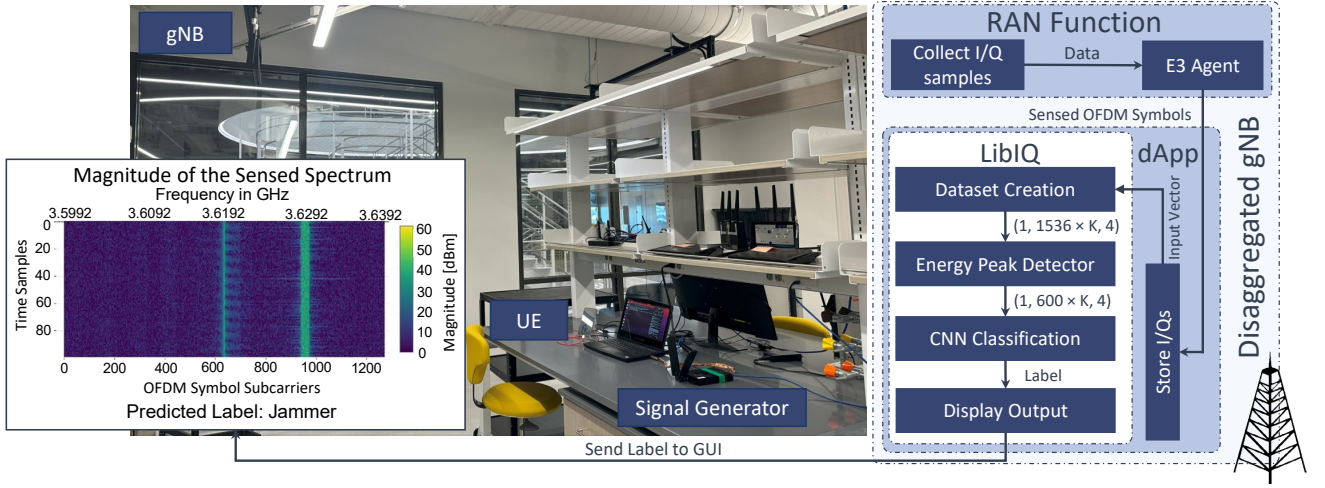 gNB
UE
Signal Generator
Magnitude of the Sensed Spectrum
Frequency in GHz
3.5992 3.6092 3.6192 3.6292 3.6392
0
20
40
60
80
Time Samples
0 200 400 600 800 1000 1200
OFDM Symbol Subcarriers
60
50
40
30
20
10
0
Magnitude [dBm]
Predicted Label: Jammer
Send Label to GUI
RAN Function
Collect I/Q
samples
Data
E3 Agent
Sensed OFDM Symbols
LibIQ
dApp
Dataset Creation
(1, 1536 × K, 4)
Energy Peak Detector
(1, 600 × K, 4)
CNN Classification
Label
Display Output
Input Vector
Store I/Qs
Disaggregated gNB